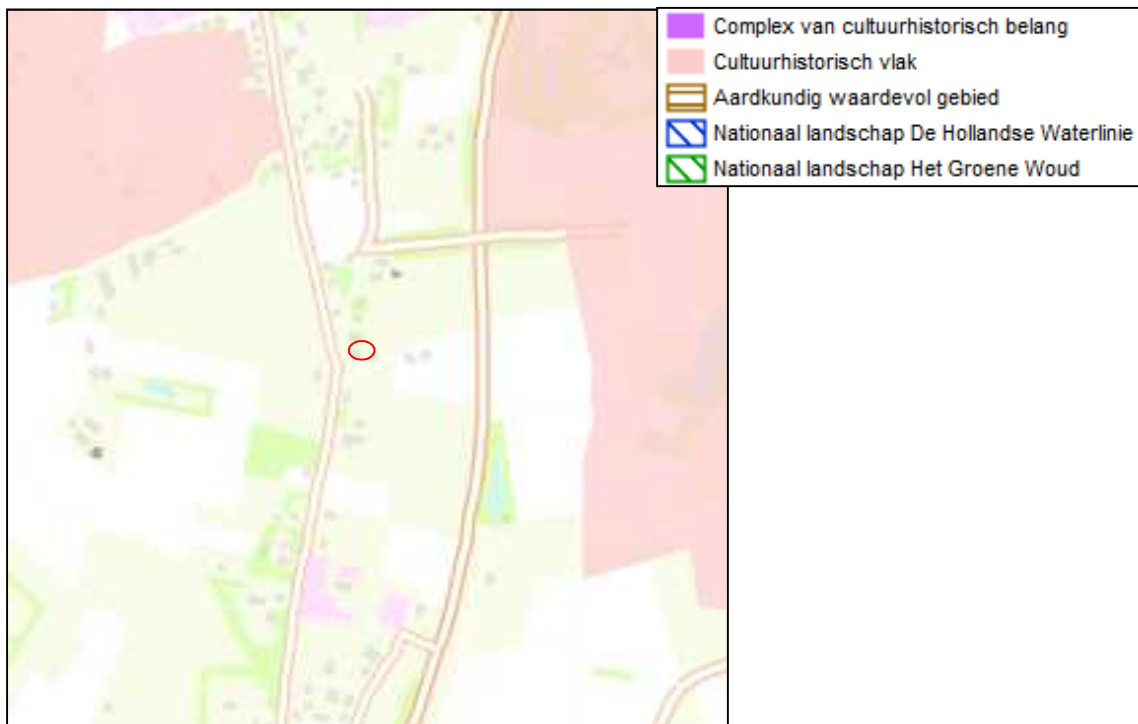 Complex van cultuurhistorisch belang
Cultuurhistorisch vlak
Aardkundig waardevol gebied
Nationaal landschap De Hollandse Waterlinie
Nationaal landschap Het Groene Woud